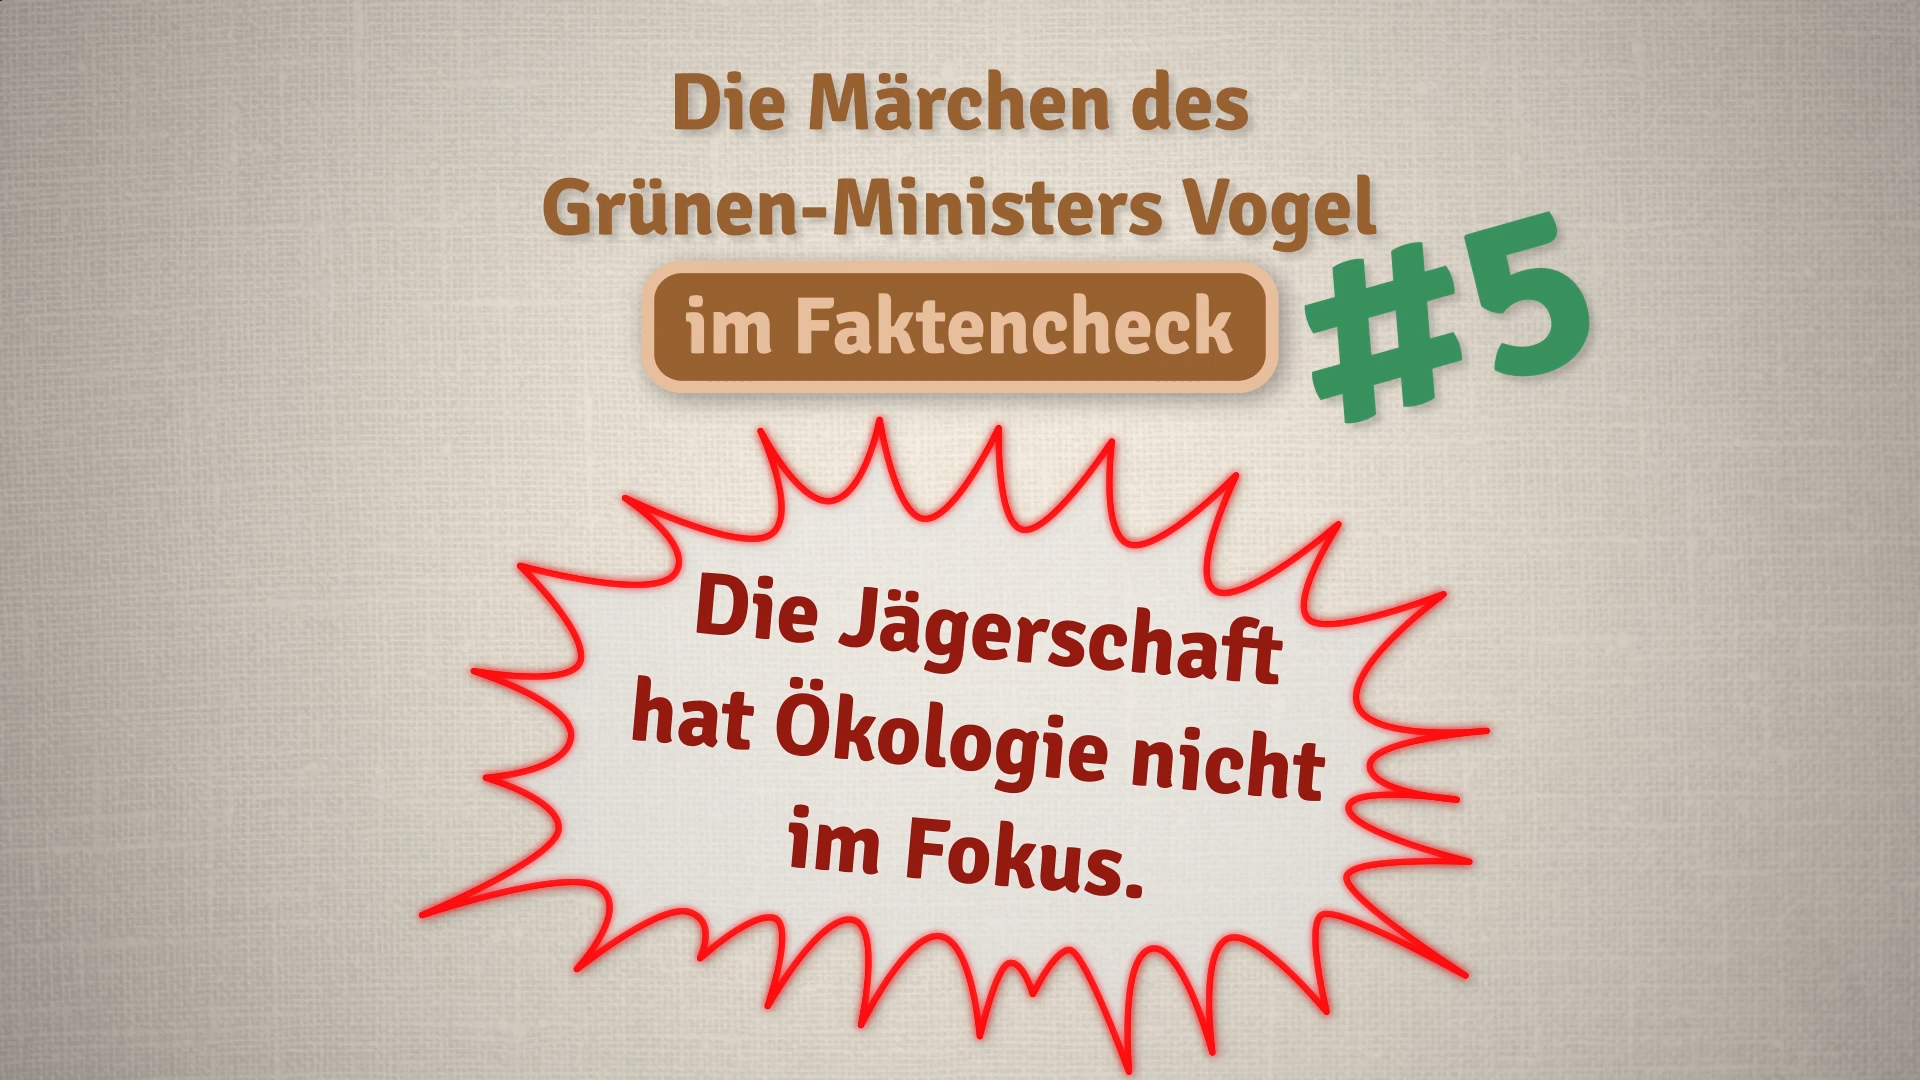 Die Märchen des
Grünen-Ministers Vogel
im Faktencheck
#5
Die Jägerschaft
hat Ökologie nicht
im Fokus.